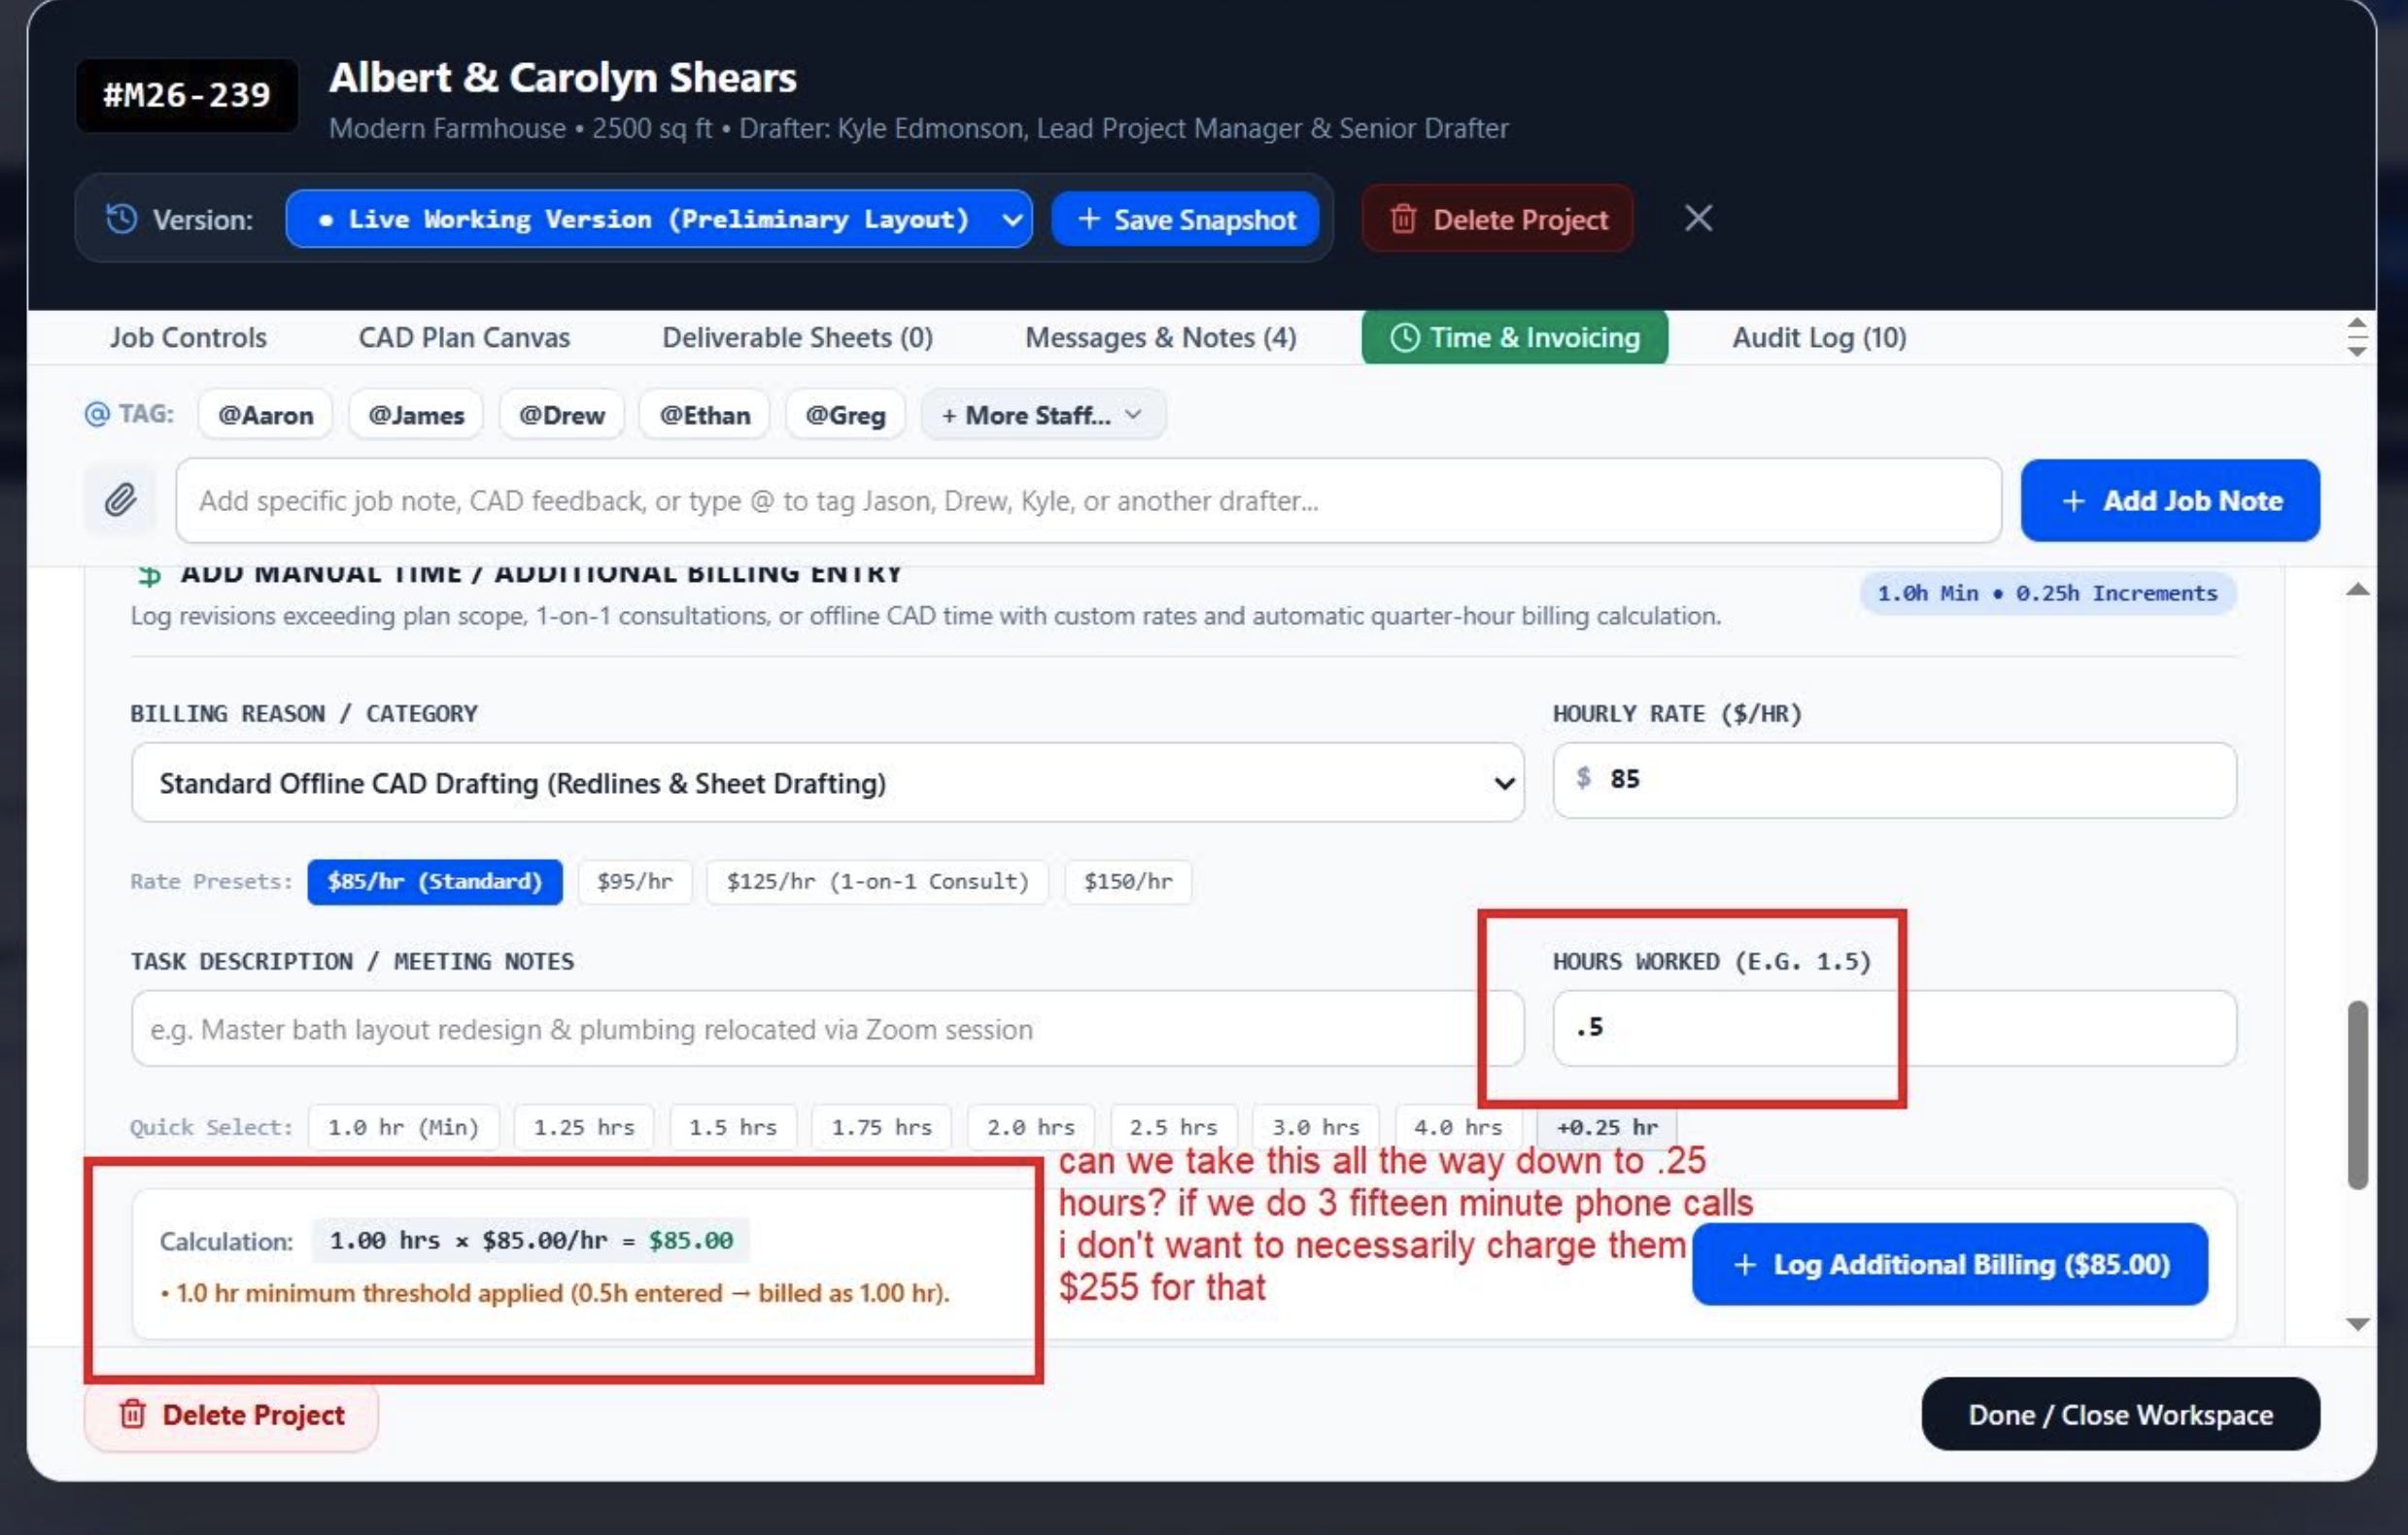 #M26-239
Albert & Carolyn Shears
Modern Farmhouse • 2500 sq ft • Drafter: Kyle Edmonson, Lead Project Manager & Senior Drafter
Version:
• Live Working Version (Preliminary Layout)
+ Save Snapshot
Delete Project
Job Controls
CAD Plan Canvas
Deliverable Sheets (0)
Messages & Notes (4)
Time & Invoicing
Audit Log (10)
@ TAG:
@Aaron
@James
@Drew
@Ethan
@Greg
+ More Staff...
Add specific job note, CAD feedback, or type @ to tag Jason, Drew, Kyle, or another drafter...
+ Add Job Note
$ ADD MANUAL TIME / ADDITIONAL BILLING ENTRY
1.0h Min • 0.25h Increments
Log revisions exceeding plan scope, 1-on-1 consultations, or offline CAD time with custom rates and automatic quarter-hour billing calculation.
BILLING REASON / CATEGORY
HOURLY RATE ($/HR)
Standard Offline CAD Drafting (Redlines & Sheet Drafting)
$ 85
Rate Presets:
$85/hr (Standard)
$95/hr
$125/hr (1-on-1 Consult)
$150/hr
TASK DESCRIPTION / MEETING NOTES
HOURS WORKED (E.G. 1.5)
e.g. Master bath layout redesign & plumbing relocated via Zoom session
.5
Quick Select:
1.0 hr (Min)
1.25 hrs
1.5 hrs
1.75 hrs
2.0 hrs
2.5 hrs
3.0 hrs
4.0 hrs
+0.25 hr
can we take this all the way down to .25
hours? if we do 3 fifteen minute phone calls
i don't want to necessarily charge them
$255 for that
Calculation:
1.00 hrs × $85.00/hr = $85.00
• 1.0 hr minimum threshold applied (0.5h entered → billed as 1.00 hr).
+ Log Additional Billing ($85.00)
Delete Project
Done / Close Workspace